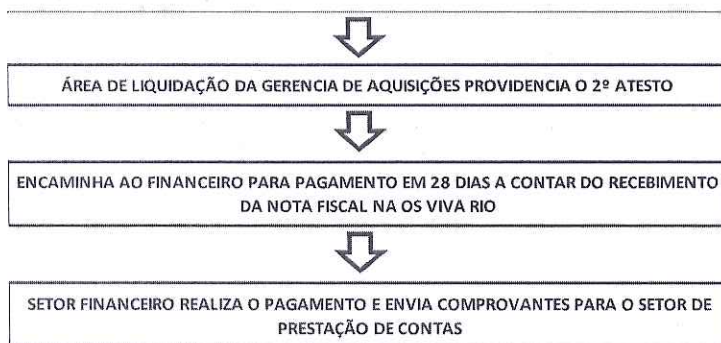 ÁREA DE LIQUIDAÇÃO DA GERENCIA DE AQUISIÇÕES PROVIDENCIA O 2º ATESTO
ENCAMINHA AO FINANCEIRO PARA PAGAMENTO EM 28 DIAS A CONTAR DO RECEBIMENTO
DA NOTA FISCAL NA OS VIVA RIO
SETOR FINANCEIRO REALIZA O PAGAMENTO E ENVIA COMPROVANTES PARA O SETOR DE
PRESTAÇÃO DE CONTAS